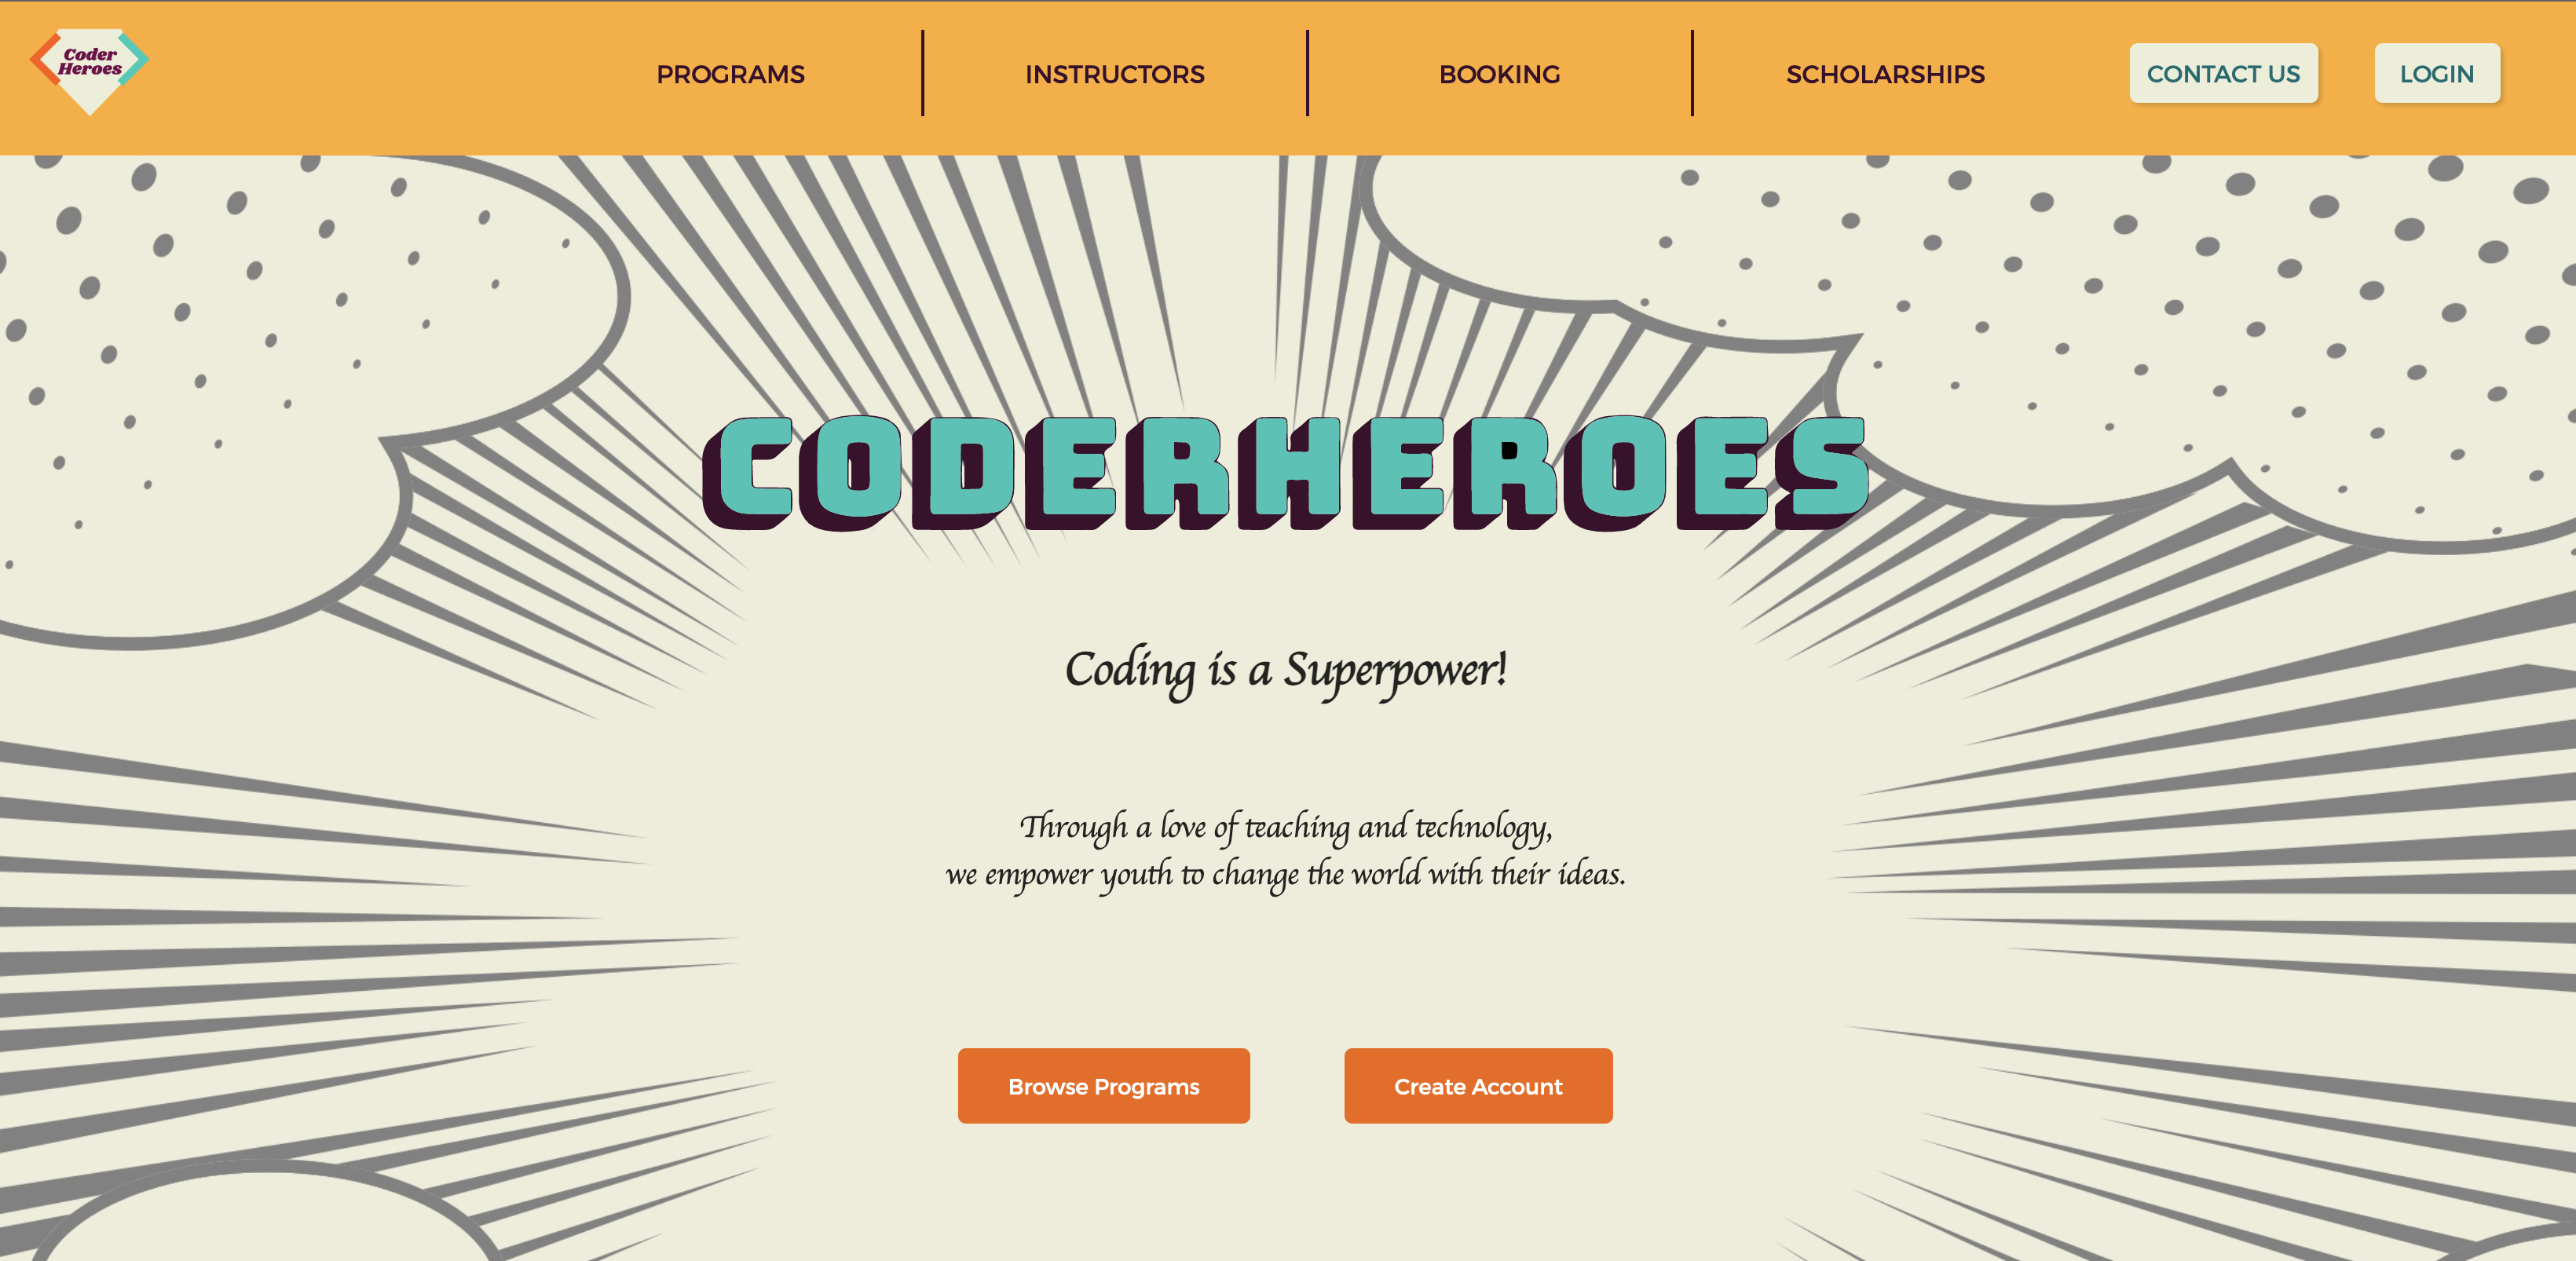 Coder
Heroes
PROGRAMS
INSTRUCTORS
BOOKING
SCHOLARSHIPS
CONTACT US
LOGIN
CODERHEROES
Coding is a Superpower!
Through a love of teaching and technology,
we empower youth to change the world with their ideas.
Browse Programs
Create Account